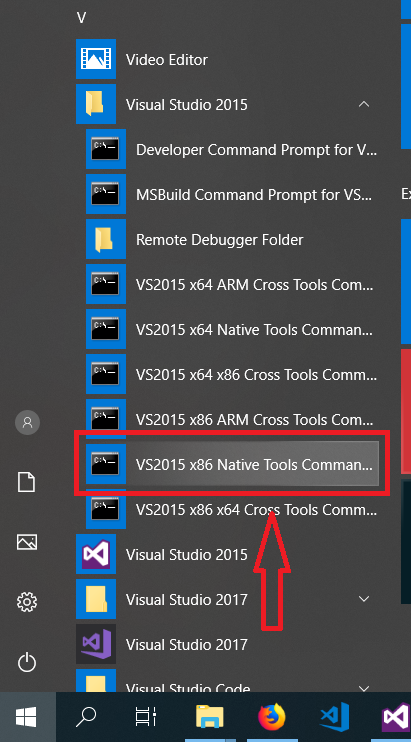 V
Video Editor
Visual Studio 2015
Developer Command Prompt for V...
MSBuild Command Prompt for VS...
Remote Debugger Folder
VS2015 x64 ARM Cross Tools Com...
VS2015 x64 Native Tools Comman...
VS2015 x64 x86 Cross Tools Comm...
VS2015 x86 ARM Cross Tools Com...
VS2015 x86 Native Tools Comman...
VS2015 x86 x64 Cross Tools Comm...
Visual Studio 2015
Visual Studio 2017
Visual Studio 2017
Visual Studio Code